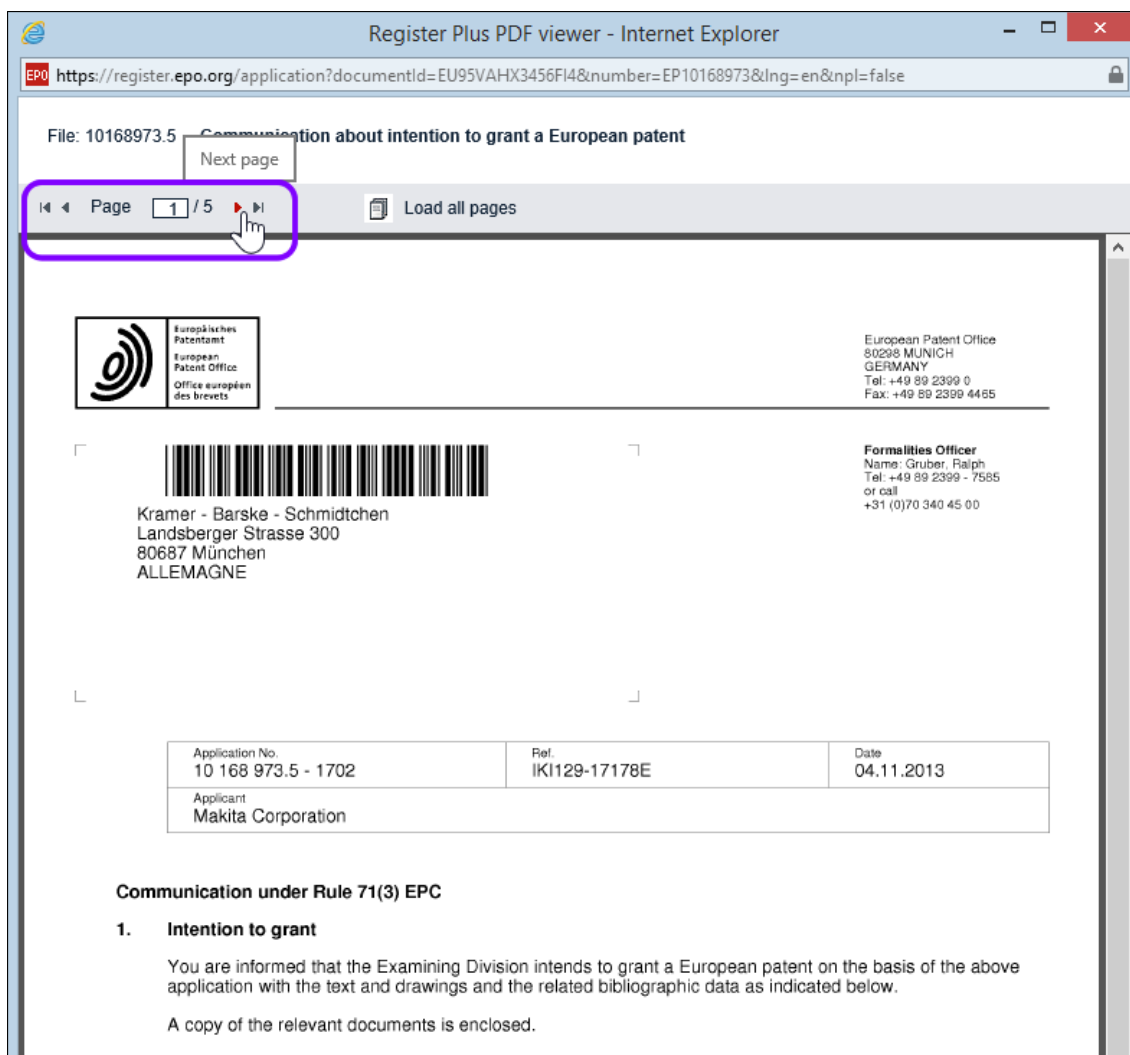 Register Plus PDF viewer - Internet Explorer
EPO https://register.epo.org/application?documentId=EU95VAHX3456FI4&number=EP10168973&lng=en&npl=false
File: 10168973.5 Communication about intention to grant a European patent
Next page
Page 1 / 5 Load all pages
Europäisches
Patentamt
European
Patent Office
Office européen
des brevets
European Patent Office
80298 MUNICH
GERMANY
Tel: +49 89 2399 0
Fax: +49 89 2399 4465
Formalities Officer
Name: Gruber, Ralph
Tel: +49 89 2399 - 7585
or call
+31 (0)70 340 45 00
Kramer - Barske - Schmidtchen
Landsberger Strasse 300
80687 München
ALLEMAGNE
Application No.
10 168 973.5 - 1702
Ref.
IKI129-17178E
Date
04.11.2013
Applicant
Makita Corporation
Communication under Rule 71(3) EPC
1. Intention to grant
You are informed that the Examining Division intends to grant a European patent on the basis of the above
application with the text and drawings and the related bibliographic data as indicated below.
A copy of the relevant documents is enclosed.